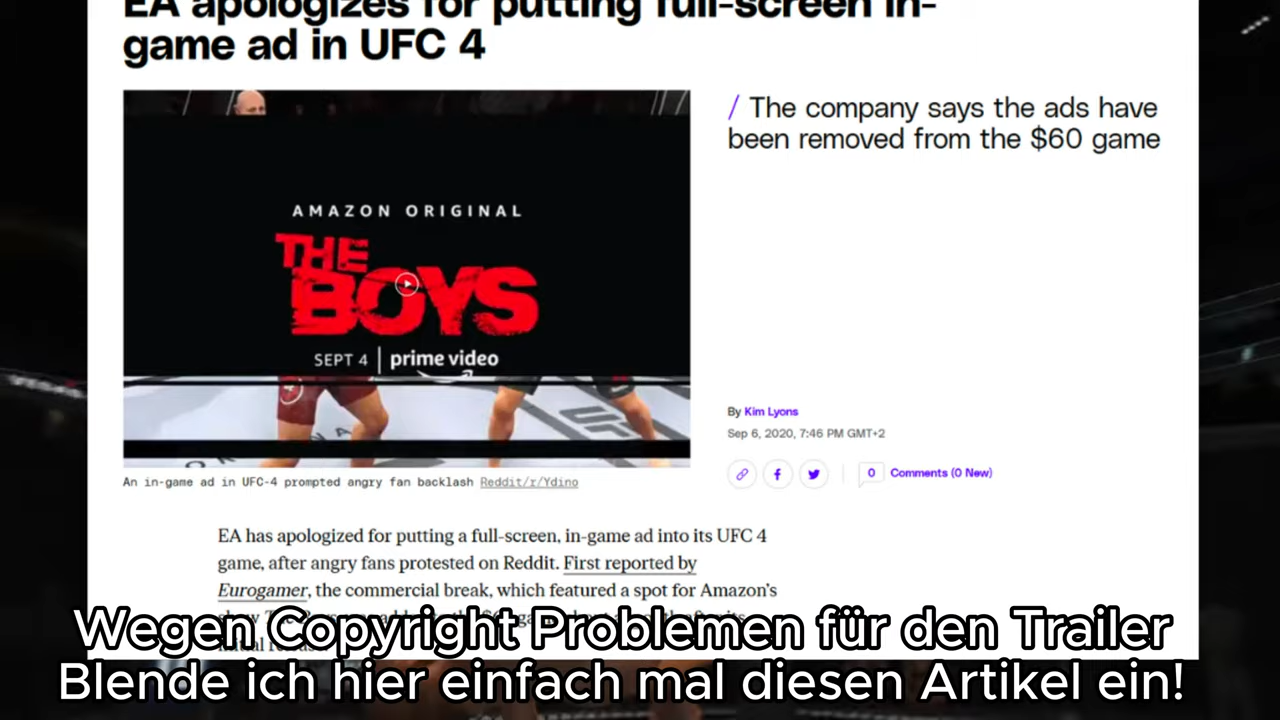 EA apologizes for putting full-screen in-
game ad in UFC 4
/ The company says the ads have
been removed from the $60 game
AMAZON ORIGINAL
THE
BOYS
SEPT 4 | prime video
By Kim Lyons
Sep 6, 2020, 7:46 PM GMT+2
0 Comments (0 New)
An in-game ad in UFC-4 prompted angry fan backlash Reddit/r/Ydino
EA has apologized for putting a full-screen, in-game ad into its UFC 4
game, after angry fans protested on Reddit. First reported by
Eurogamer, the commercial break, which featured a spot for Amazon's
Wegen Copyright Problemen für den Trailer
Blende ich hier einfach mal diesen Artikel ein!